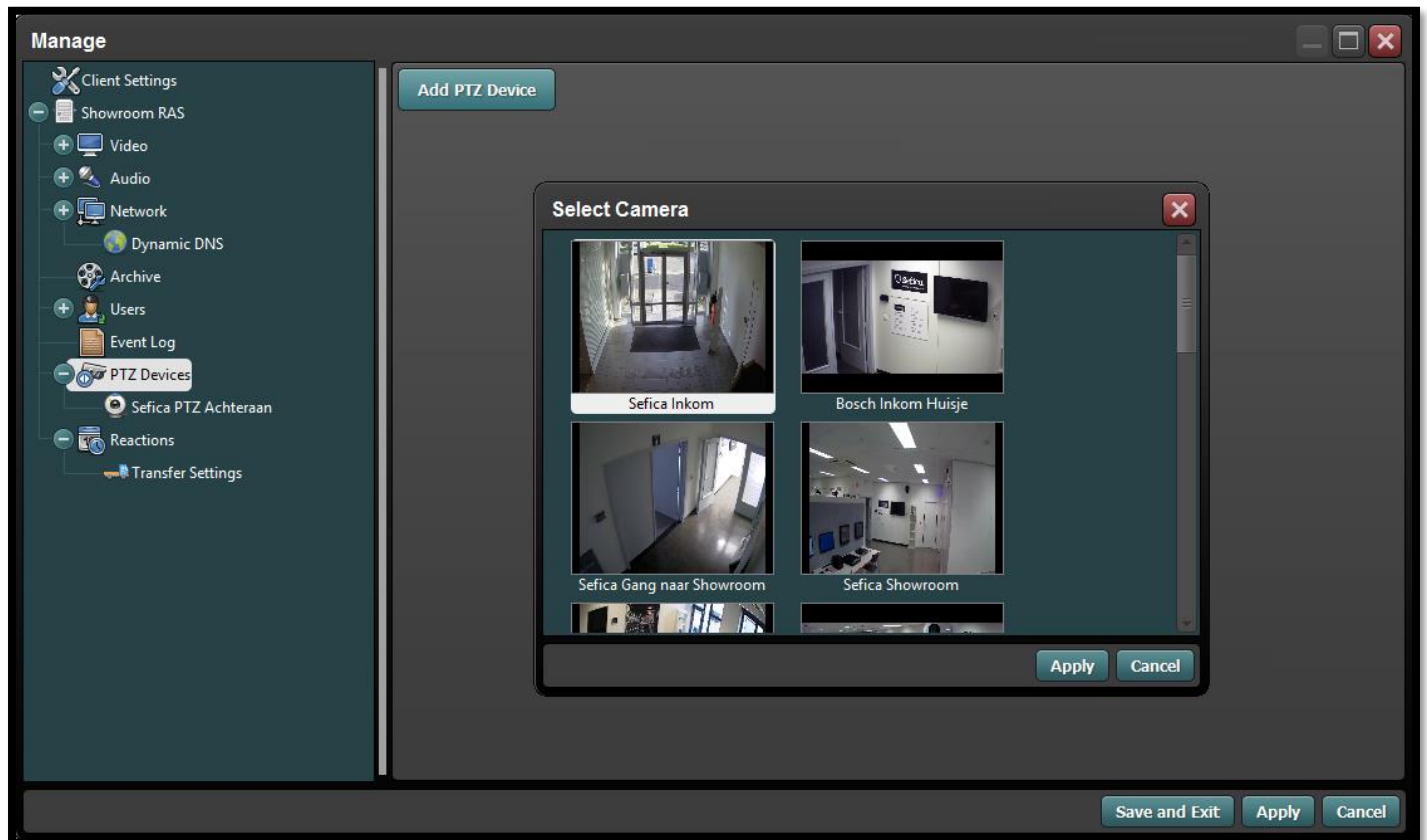 Manage
Client Settings
Showroom RAS
Video
Audio
Network
Dynamic DNS
Archive
Users
Event Log
PTZ Devices
Sefica PTZ Achteraan
Reactions
Transfer Settings
Add PTZ Device
Select Camera
Sefica Inkom
Bosch Inkom Huisje
Sefica Gang naar Showroom
Sefica Showroom
Apply
Cancel
Save and Exit
Apply
Cancel